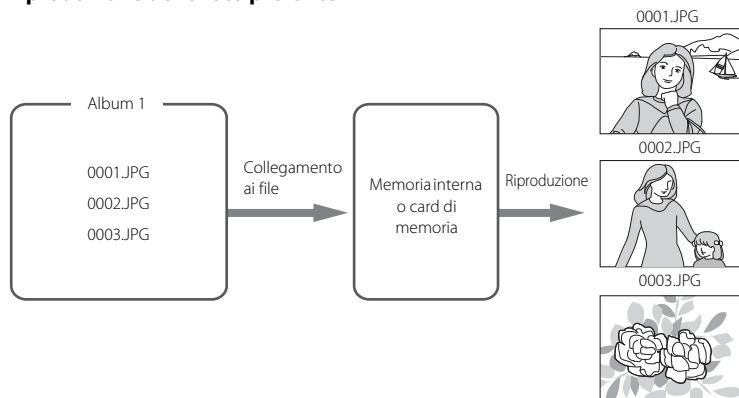 0001.JPG
Album 1
0001.JPG
0002.JPG
0003.JPG
Collegamento
ai file
Memoria interna
o card di
memoria
Riproduzione
0002.JPG
0003.JPG